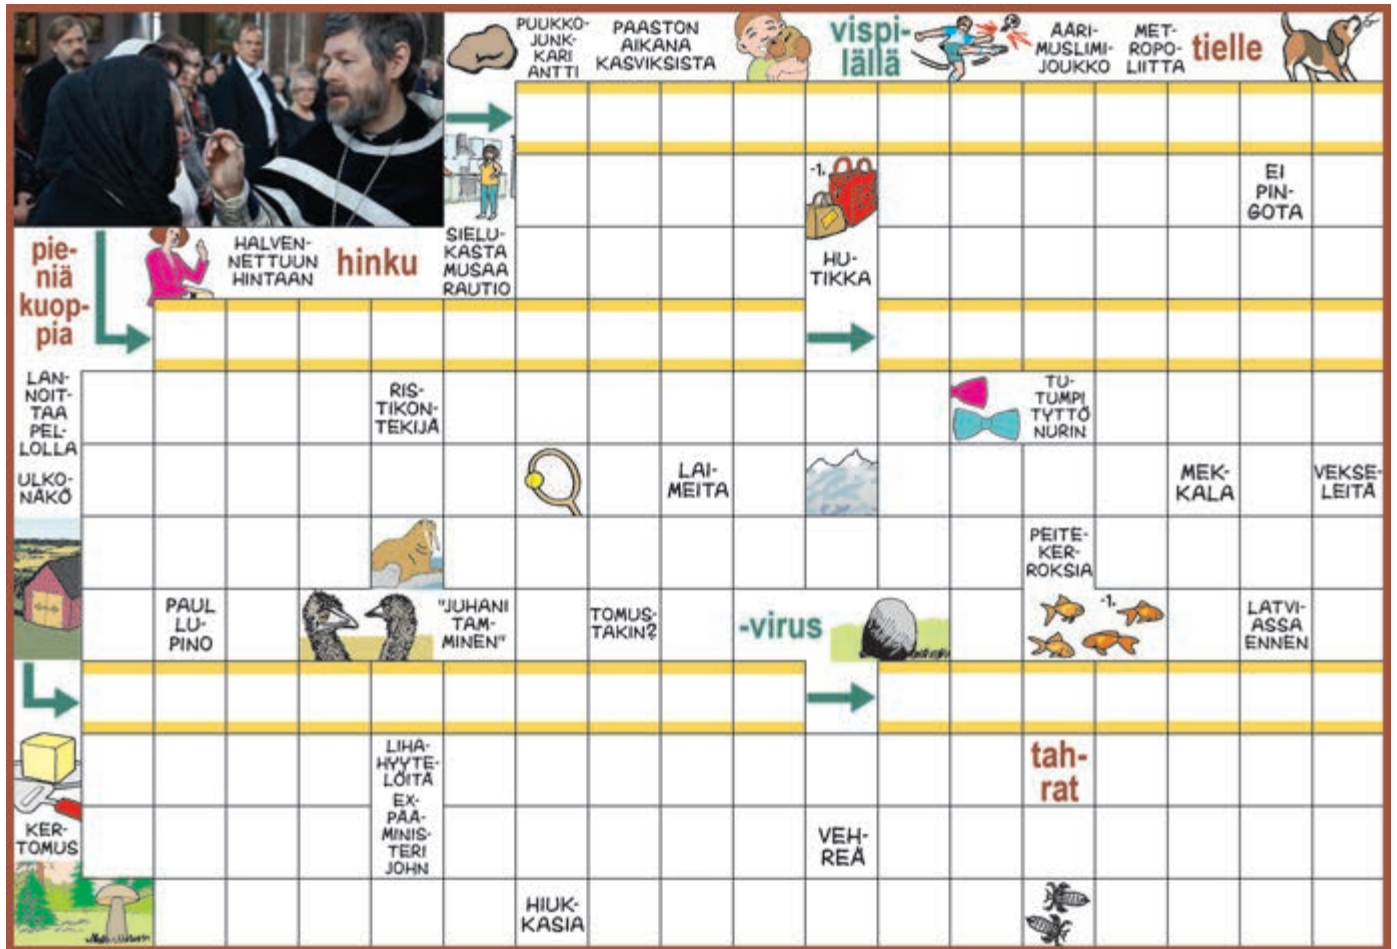 PUUKKO-
JUNK-
KARI
ANTTI
PAASTON
AIKANA
KASVIKSISTA
vispi-
lällä
ÄÄRI-
MUSLIMI-
JOUKKO
MET-
ROPO-
LIITTA
tielle
-1.
EI
PIN-
GOTA
pie-
niä
kuop-
pia
HALVEN-
NETTUUN
HINTAAN
hinku
SIELU-
KASTA
MUSAA
RAUTIO
HU-
TIKKA
LAN-
NOIT-
TAA
PEL-
LOLLA
RIS-
TIKON-
TEKIJÄ
TU-
TUMPI
TYTTÖ
NURIN
ULKO-
NÄKÖ
LAI-
MEITA
MEK-
KALA
VEKSE-
LEITÄ
PEITE-
KER-
ROKSIA
PAUL
LU-
PINO
"JUHANI
TAM-
MINEN"
TOMUS-
TAKIN?
-virus
-1.
LATVI-
ASSA
ENNEN
LIHA-
HYYTE-
LÖITÄ
tah-
rat
KER-
TOMUS
EX-
PÄÄ-
MINIS-
TERI
JOHN
VEH-
REÄ
HIUK-
KASIA